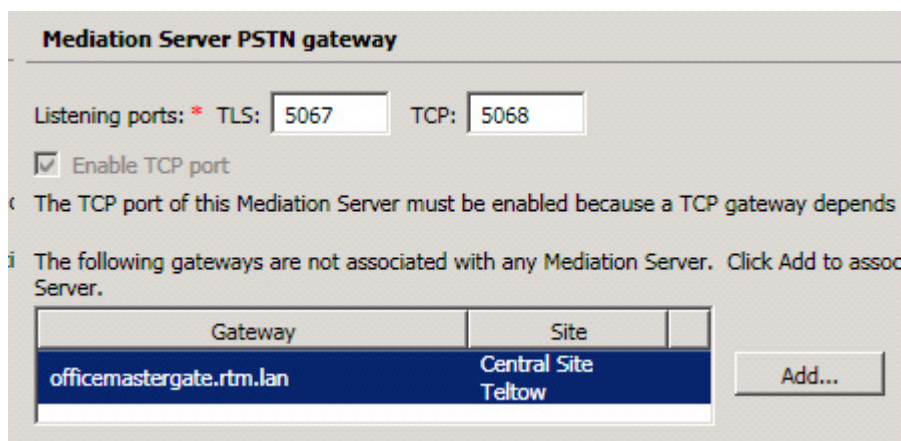 Mediation Server PSTN gateway
Listening ports: * TLS: 5067 TCP: 5068
Enable TCP port
The TCP port of this Mediation Server must be enabled because a TCP gateway depends
The following gateways are not associated with any Mediation Server. Click Add to assoc
Server.
Gateway Site
officemastergate.rtm.lan Central Site
Teltow
Add...